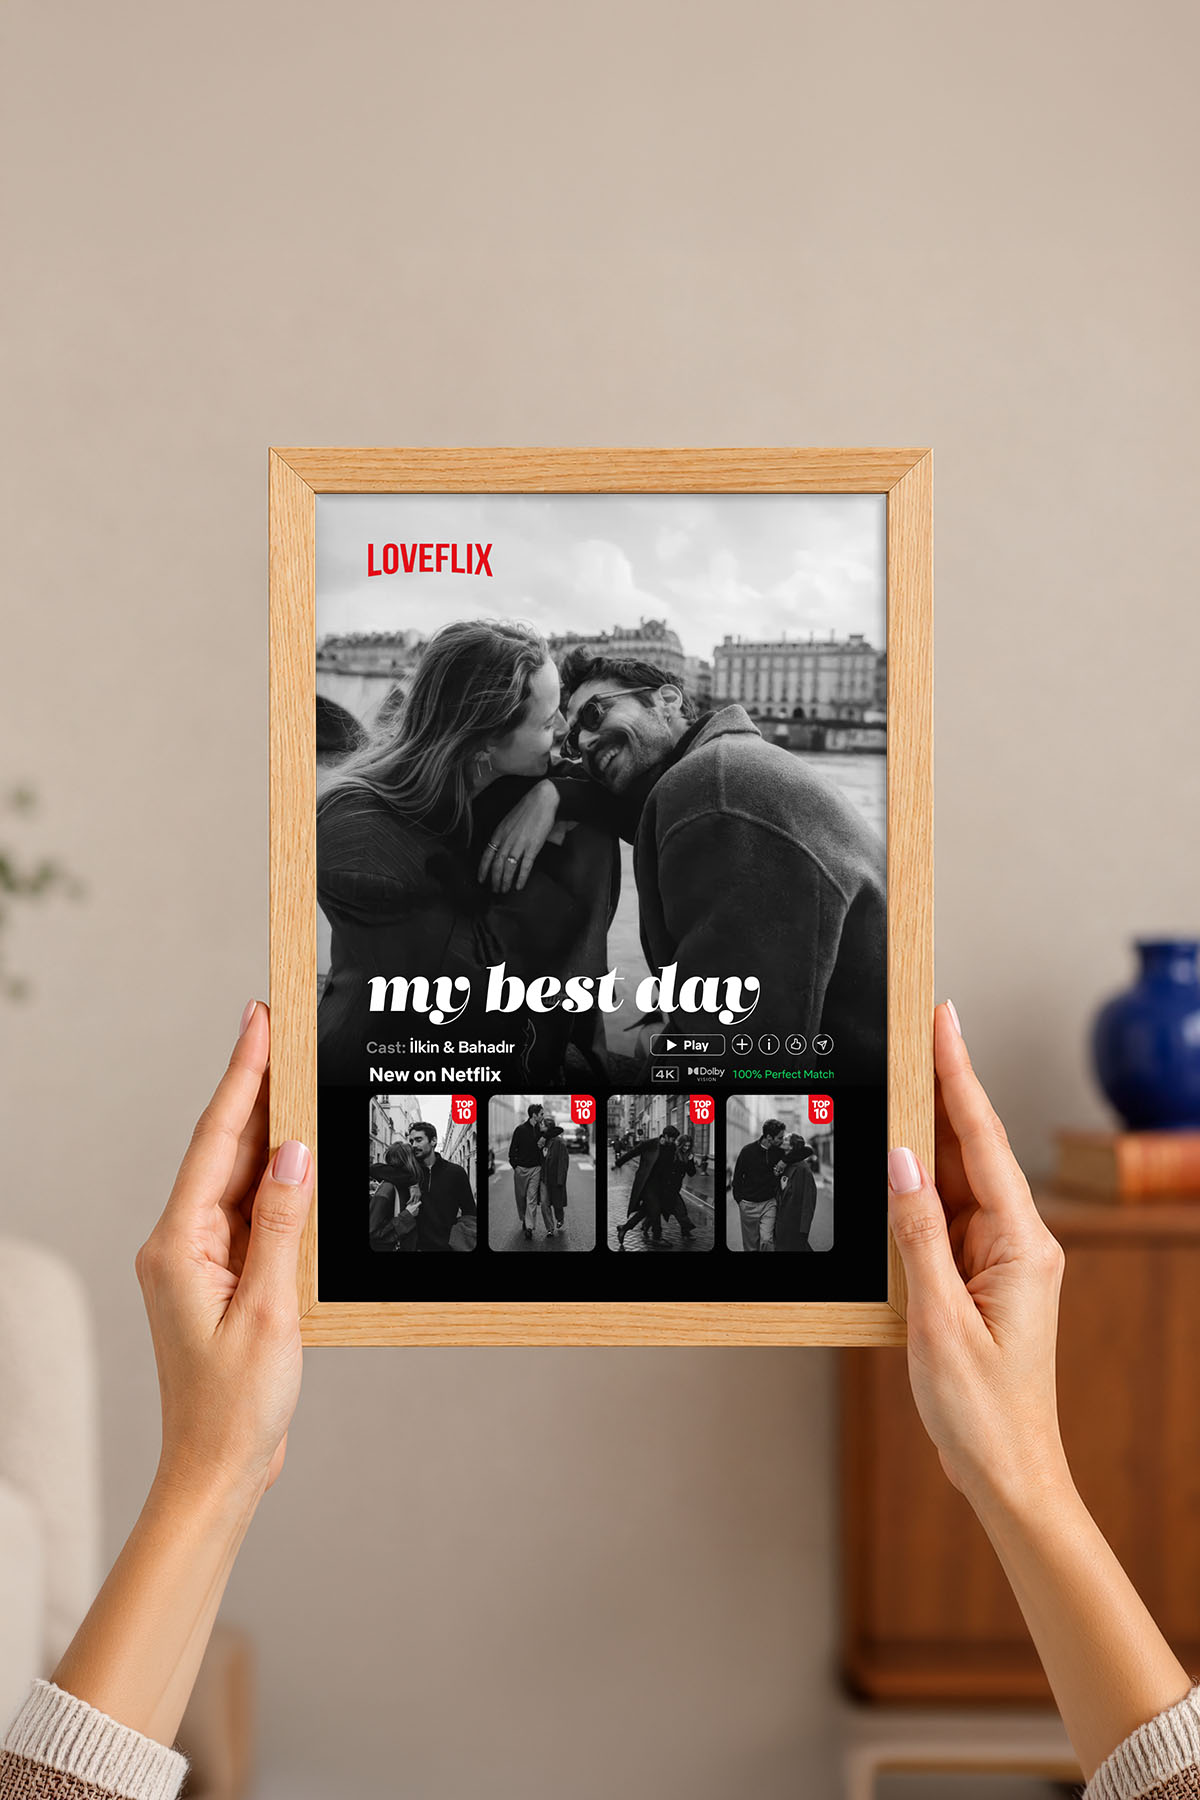 LOVEFLIX
my best day
Cast: İlkin & Bahadır
Play
New on Netflix
4K Dolby VISION 100% Perfect Match
TOP 10
TOP 10
TOP 10
TOP 10